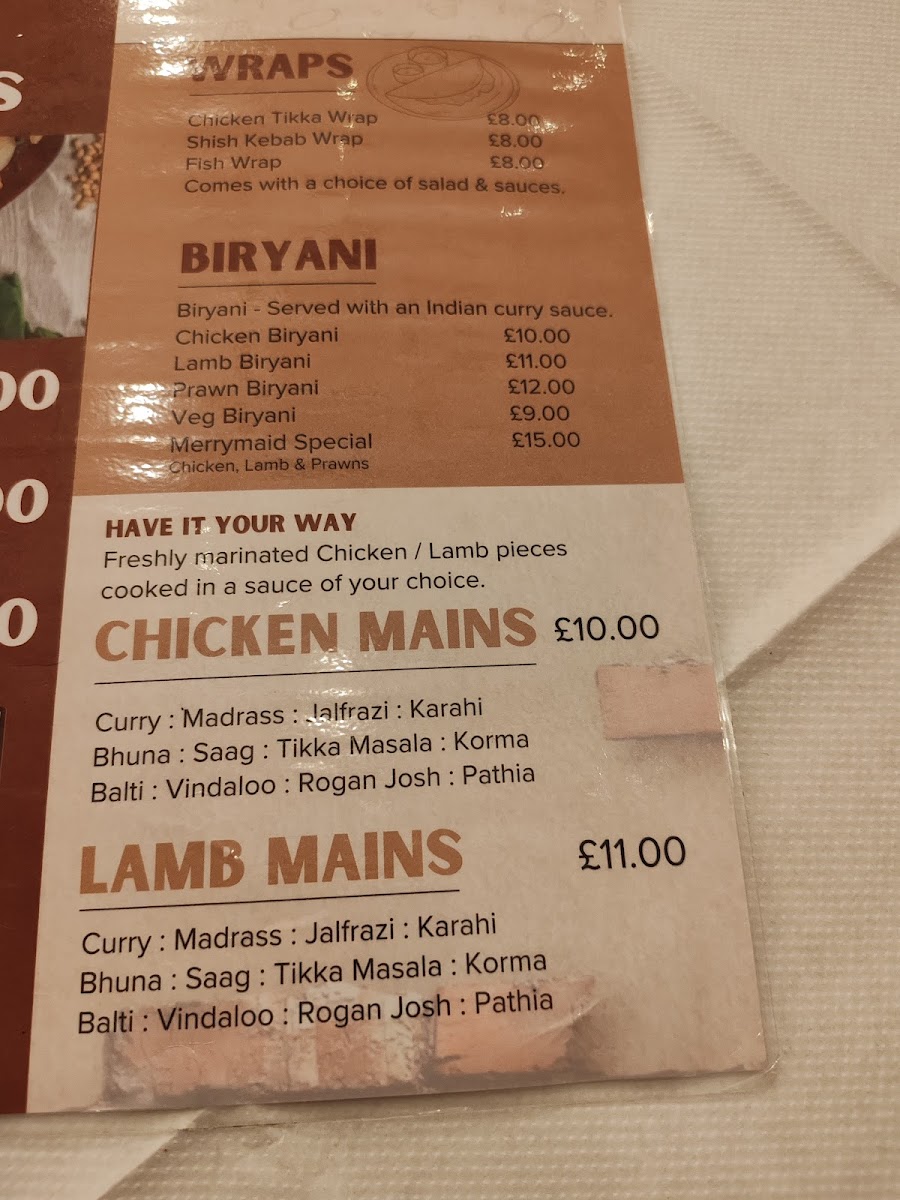 S
00
00
0
WRAPS
Chicken Tikka Wrap £8.00
Shish Kebab Wrap £8.00
Fish Wrap £8.00
Comes with a choice of salad & sauces.
BIRYANI
Biryani - Served with an Indian curry sauce.
Chicken Biryani £10.00
Lamb Biryani £11.00
Prawn Biryani £12.00
Veg Biryani £9.00
Merrymaid Special £15.00
Chicken, Lamb & Prawns
HAVE IT YOUR WAY
Freshly marinated Chicken / Lamb pieces
cooked in a sauce of your choice.
CHICKEN MAINS £10.00
Curry : Madrass : Jalfrazi : Karahi
Bhuna : Saag : Tikka Masala : Korma
Balti : Vindaloo : Rogan Josh : Pathia
LAMB MAINS £11.00
Curry : Madrass : Jalfrazi : Karahi
Bhuna : Saag : Tikka Masala : Korma
Balti : Vindaloo : Rogan Josh : Pathia